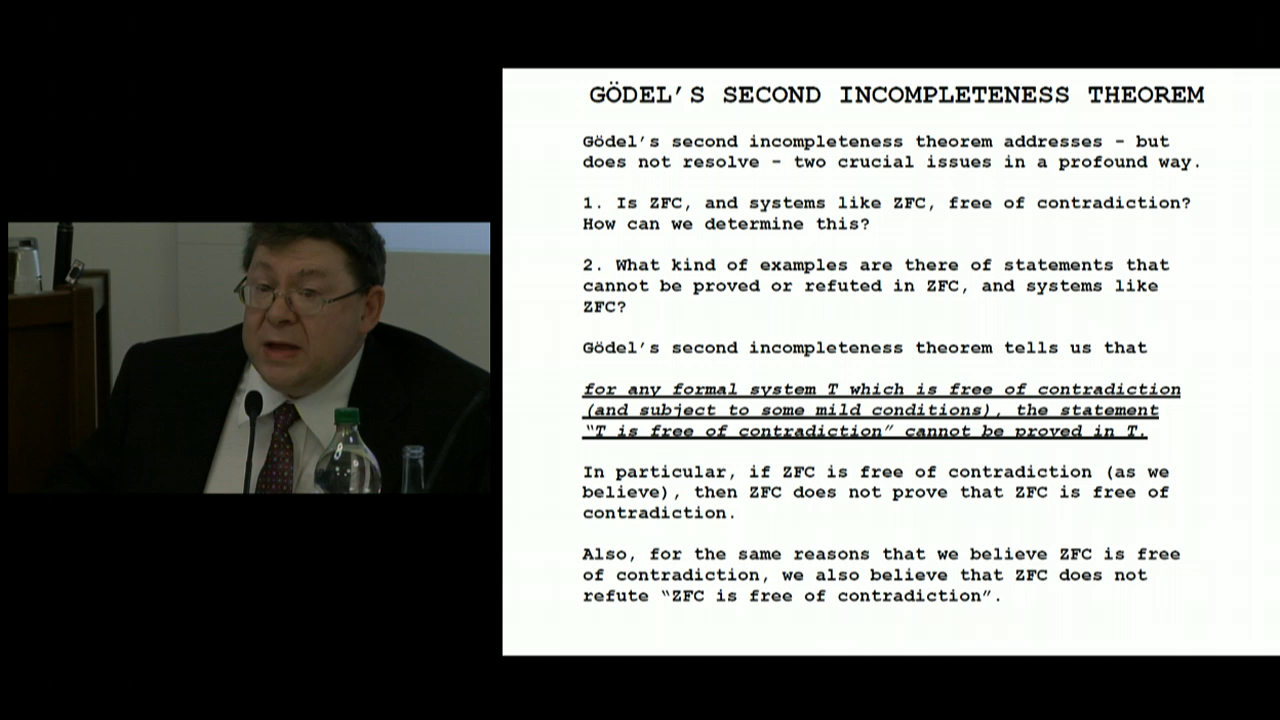 GÖDEL'S SECOND INCOMPLETENESS THEOREM
Gödel's second incompleteness theorem addresses – but
does not resolve – two crucial issues in a profound way.
1. Is ZFC, and systems like ZFC, free of contradiction?
How can we determine this?
2. What kind of examples are there of statements that
cannot be proved or refuted in ZFC, and systems like
ZFC?
Gödel's second incompleteness theorem tells us that
for any formal system T which is free of contradiction
(and subject to some mild conditions), the statement
"T is free of contradiction" cannot be proved in T.
In particular, if ZFC is free of contradiction (as we
believe), then ZFC does not prove that ZFC is free of
contradiction.
Also, for the same reasons that we believe ZFC is free
of contradiction, we also believe that ZFC does not
refute "ZFC is free of contradiction".